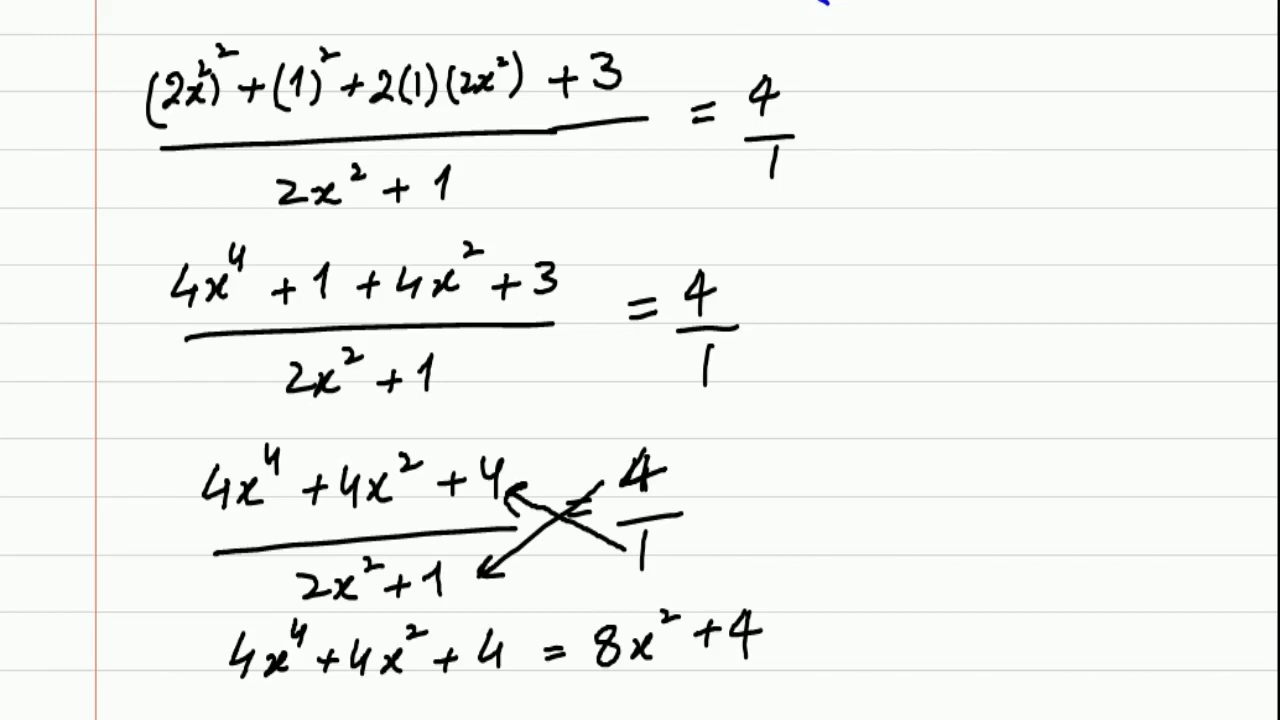 (2x²)² + (1)² + 2(1)(2x²) + 3 = 4
2x² + 1 1
4x⁴ + 1 + 4x² + 3 = 4
2x² + 1 1
4x⁴ + 4x² + 4 = 4
2x² + 1 1
4x⁴ + 4x² + 4 = 8x² + 4